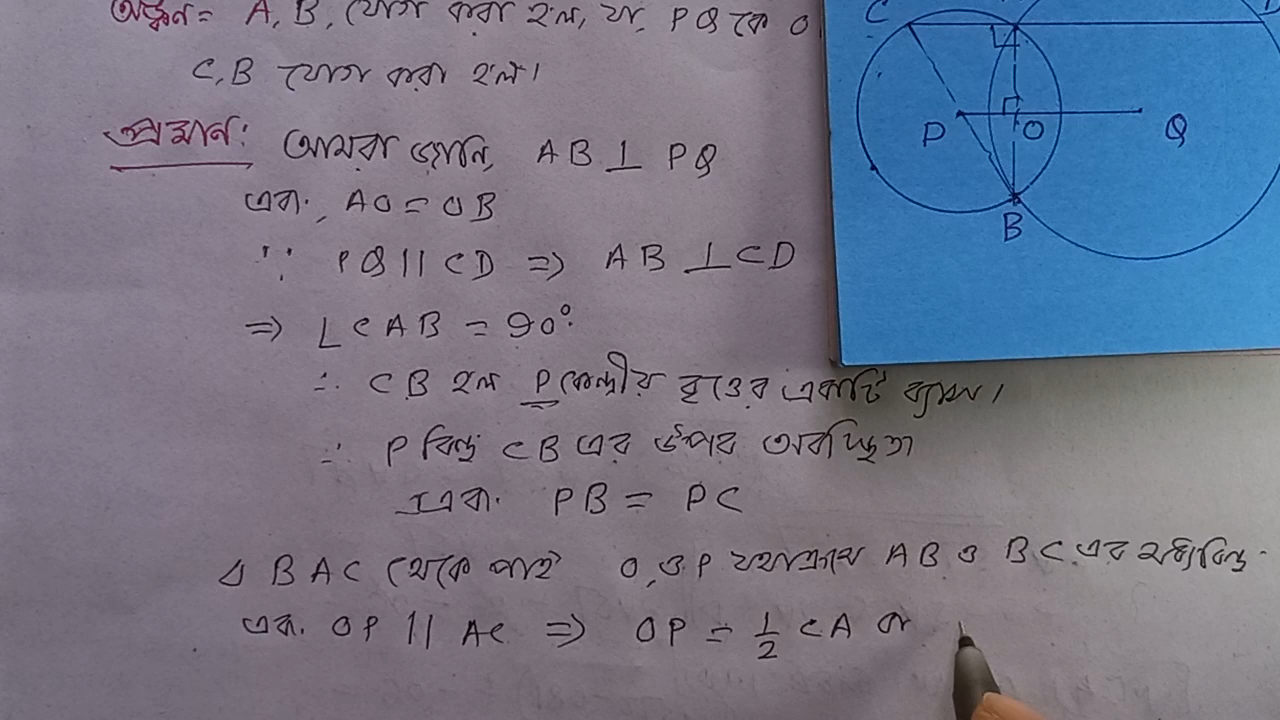 অঙ্কন = A, B, যোগ করা হল, যা, PQ কে O
C, B যোগ করা হল।
প্রমান:
আমরা জানি, AB ⊥ PQ
এবং, AO = OB
∵ PQ || CD ⇒ AB ⊥ CD
⇒ ∠CAB = 90°
∴ CB হল P কেন্দ্রীয় বৃত্তের একটি ব্যাস।
∴ P বিন্দু CB এর উপর অবস্থিত
এবং PB = PC
△ BAC থেকে পাই O, ও P যথাক্রমে AB ও BC এর মধ্যবিন্দু
এবং OP || AC ⇒ OP = 1/2 CA বা
C
P
O
Q
B